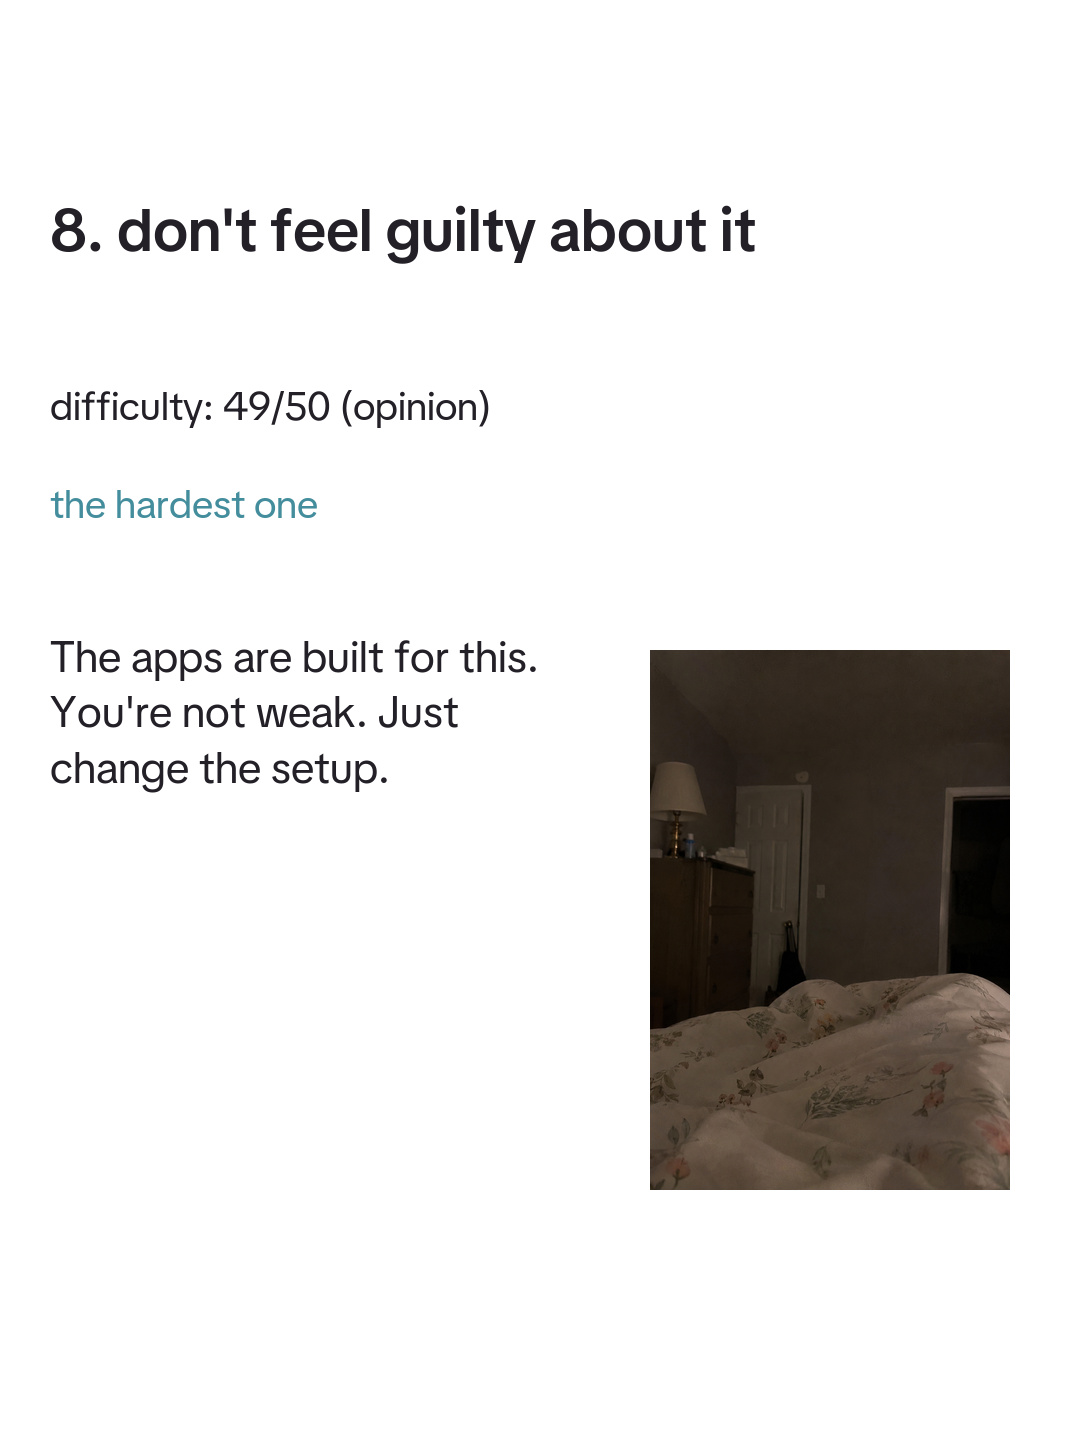 8. don't feel guilty about it
difficulty: 49/50 (opinion)
the hardest one
The apps are built for this.
You're not weak. Just
change the setup.